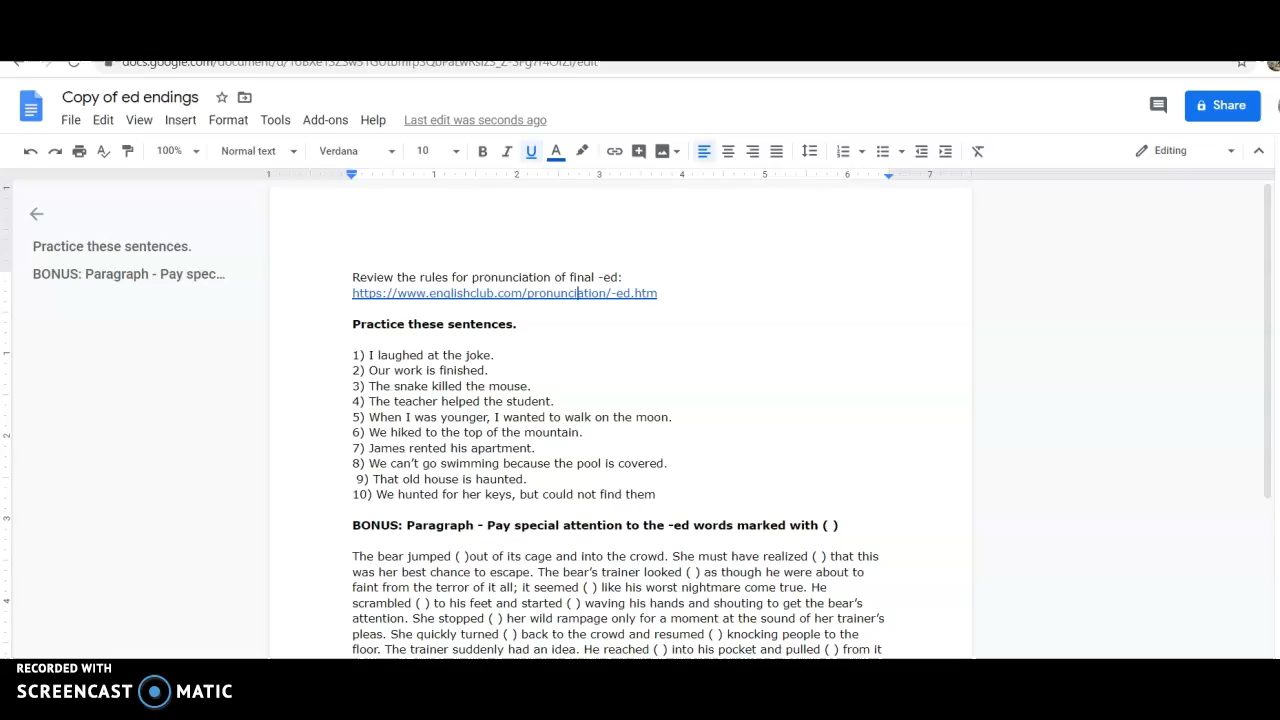 Copy of ed endings
File Edit View Insert Format Tools Add-ons Help Last edit was seconds ago
Share
100% Normal text Verdana 10 B I U A Editing
1 1 2 3 4 5 6 7
Practice these sentences.
BONUS: Paragraph - Pay spec...
Review the rules for pronunciation of final -ed:
https://www.englishclub.com/pronunciation/-ed.htm
Practice these sentences.
1) I laughed at the joke.
2) Our work is finished.
3) The snake killed the mouse.
4) The teacher helped the student.
5) When I was younger, I wanted to walk on the moon.
6) We hiked to the top of the mountain.
7) James rented his apartment.
8) We can't go swimming because the pool is covered.
9) That old house is haunted.
10) We hunted for her keys, but could not find them
BONUS: Paragraph - Pay special attention to the -ed words marked with ( )
The bear jumped ( )out of its cage and into the crowd. She must have realized ( ) that this
was her best chance to escape. The bear's trainer looked ( ) as though he were about to
faint from the terror of it all; it seemed ( ) like his worst nightmare come true. He
scrambled ( ) to his feet and started ( ) waving his hands and shouting to get the bear's
attention. She stopped ( ) her wild rampage only for a moment at the sound of her trainer's
pleas. She quickly turned ( ) back to the crowd and resumed ( ) knocking people to the
floor. The trainer suddenly had an idea. He reached ( ) into his pocket and pulled ( ) from it
1
1
2
3
4
RECORDED WITH
SCREENCAST MATIC